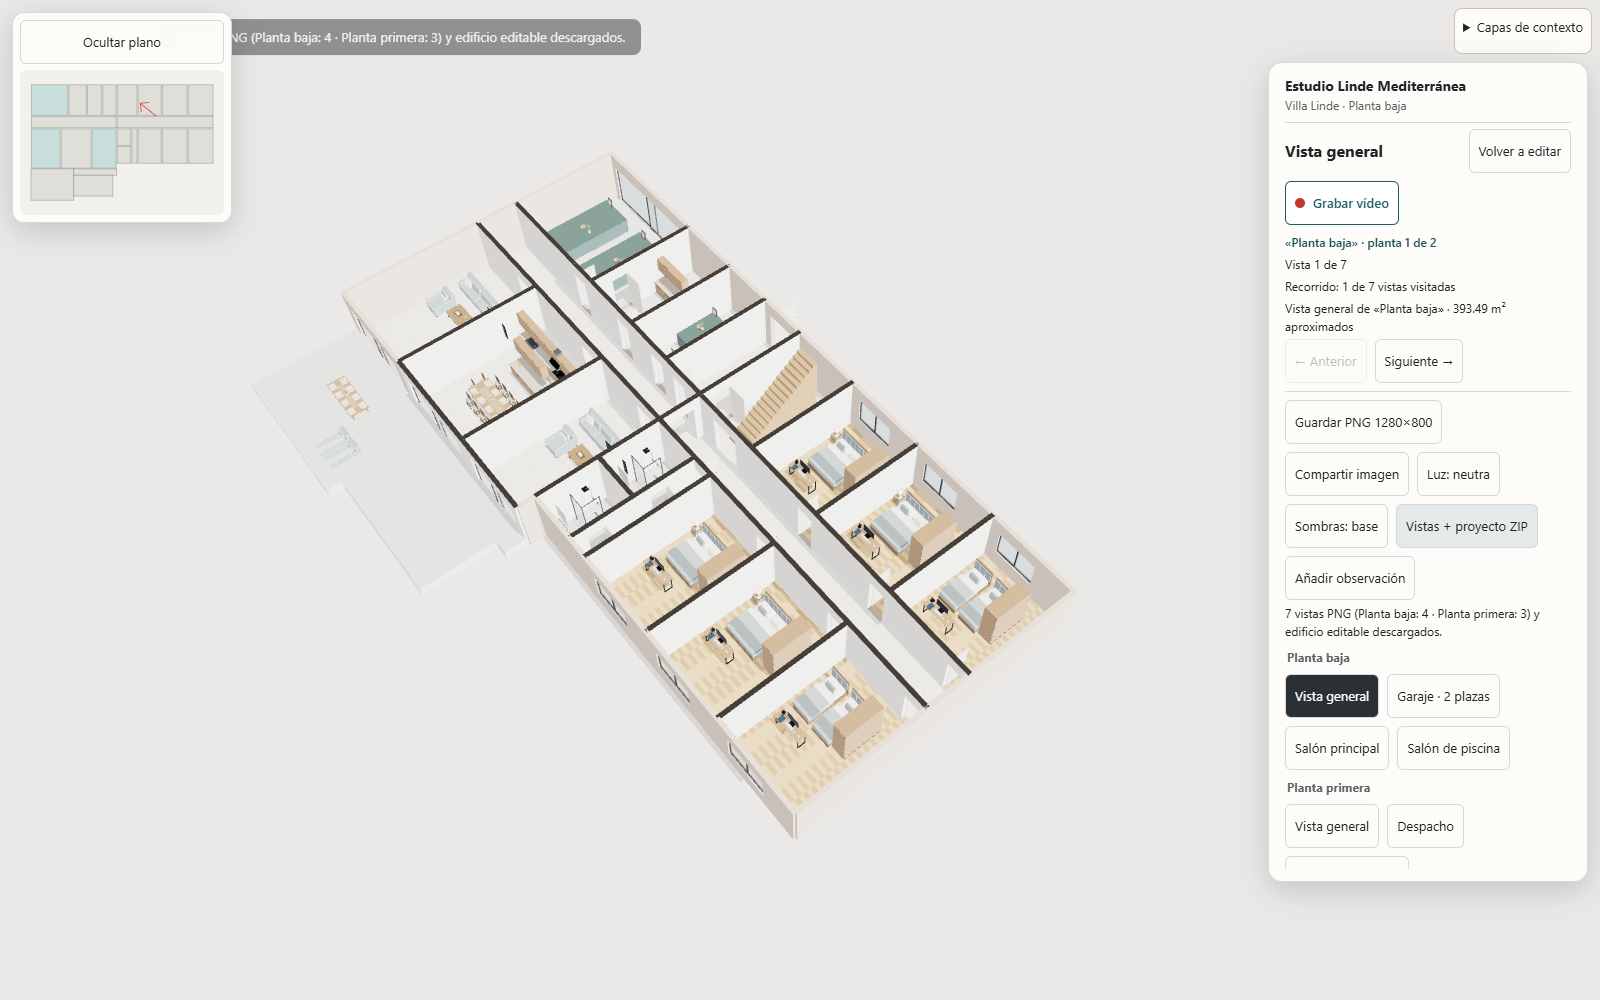 Ocultar plano
NG (Planta baja: 4 · Planta primera: 3) y edificio editable descargados.
▶ Capas de contexto
Estudio Linde Mediterránea
Villa Linde · Planta baja
Vista general
Volver a editar
Grabar vídeo
«Planta baja» · planta 1 de 2
Vista 1 de 7
Recorrido: 1 de 7 vistas visitadas
Vista general de «Planta baja» · 393.49 m²
aproximados
← Anterior
Siguiente →
Guardar PNG 1280×800
Compartir imagen
Luz: neutra
Sombras: base
Vistas + proyecto ZIP
Añadir observación
7 vistas PNG (Planta baja: 4 · Planta primera: 3) y
edificio editable descargados.
Planta baja
Vista general
Garaje · 2 plazas
Salón principal
Salón de piscina
Planta primera
Vista general
Despacho